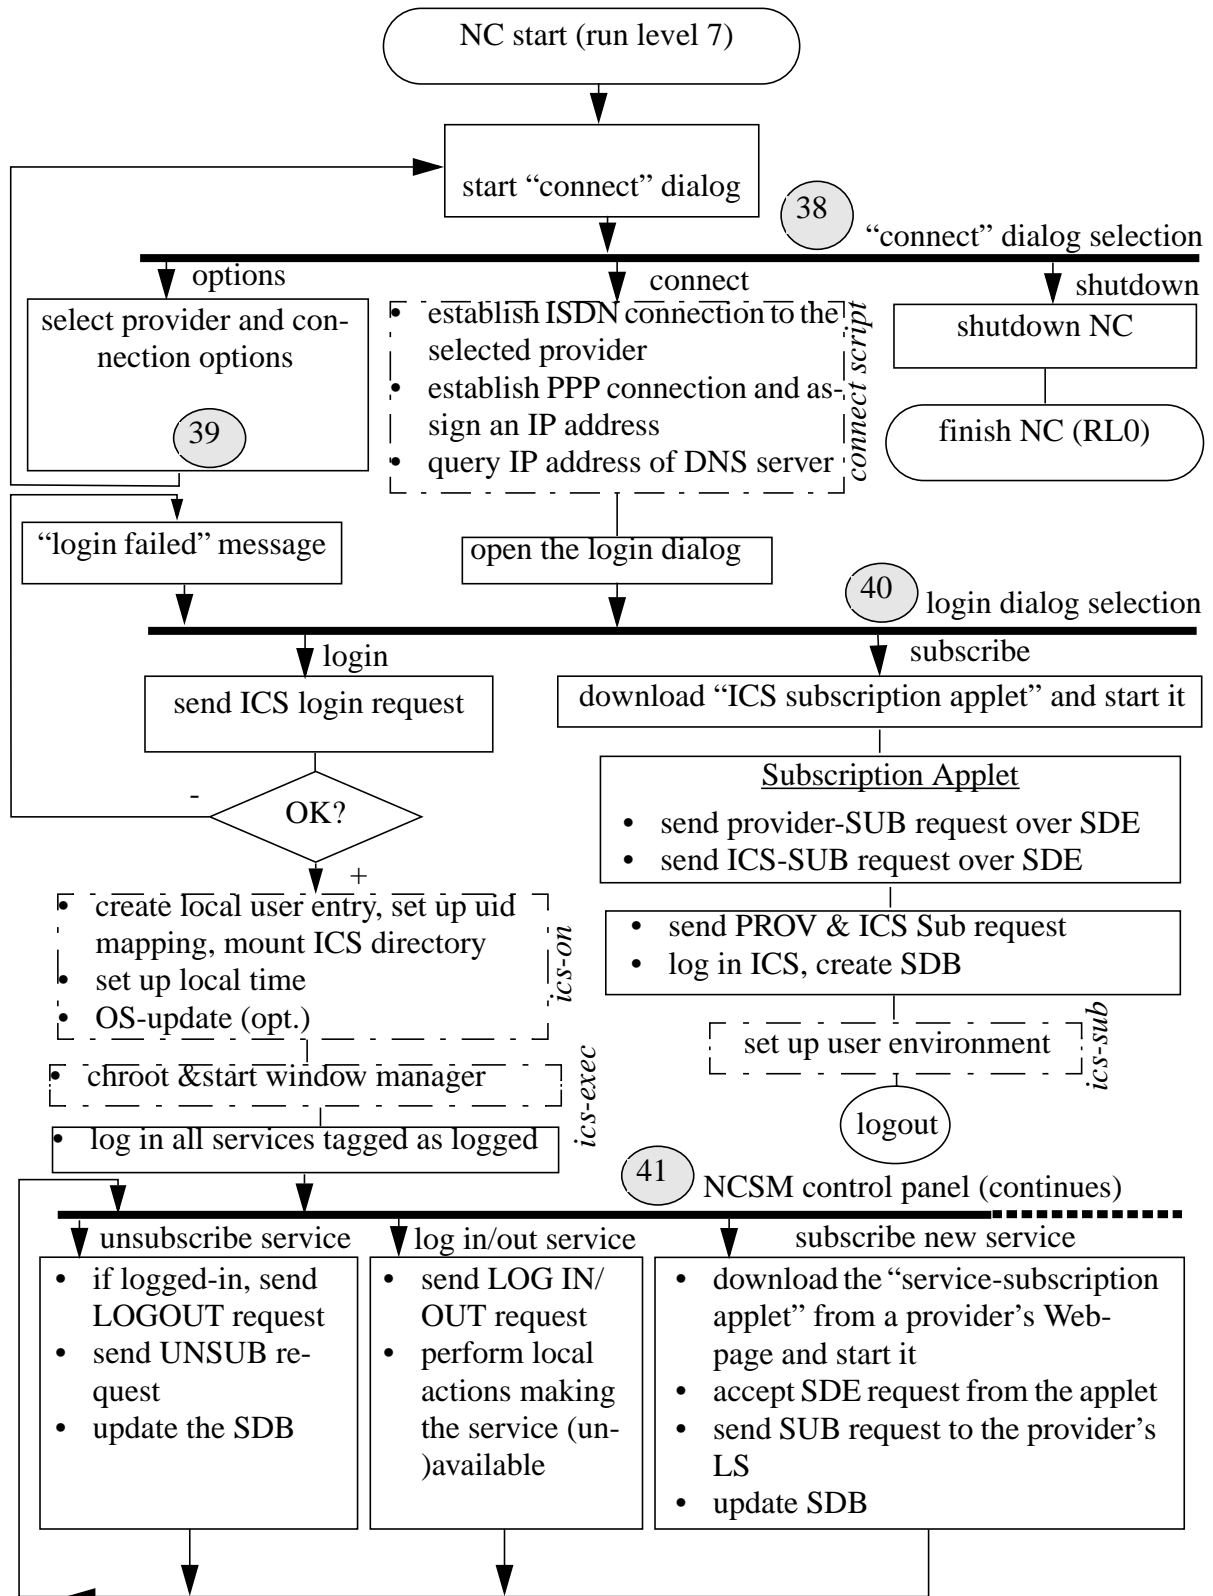 NC start (run level 7)
start “connect” dialog
38
“connect” dialog selection
options
connect
shutdown
select provider and con-
nection options
39
• establish ISDN connection to the
selected provider
• establish PPP connection and as-
sign an IP address
• query IP address of DNS server
connect script
shutdown NC
finish NC (RL0)
“login failed” message
open the login dialog
40
login dialog selection
login
subscribe
send ICS login request
download “ICS subscription applet” and start it
OK?
-
+
Subscription Applet
• send provider-SUB request over SDE
• send ICS-SUB request over SDE
• create local user entry, set up uid
mapping, mount ICS directory
• set up local time
• OS-update (opt.)
ics-on
• send PROV & ICS Sub request
• log in ICS, create SDB
set up user environment
ics-sub
• chroot &start window manager
ics-exec
• log in all services tagged as logged
logout
41
NCSM control panel (continues)
unsubscribe service
log in/out service
subscribe new service
• if logged-in, send
LOGOUT request
• send UNSUB re-
quest
• update the SDB
• send LOG IN/
OUT request
• perform local
actions making
the service (un-
)available
• download the “service-subscription
applet” from a provider’s Web-
page and start it
• accept SDE request from the applet
• send SUB request to the provider’s
LS
• update SDB